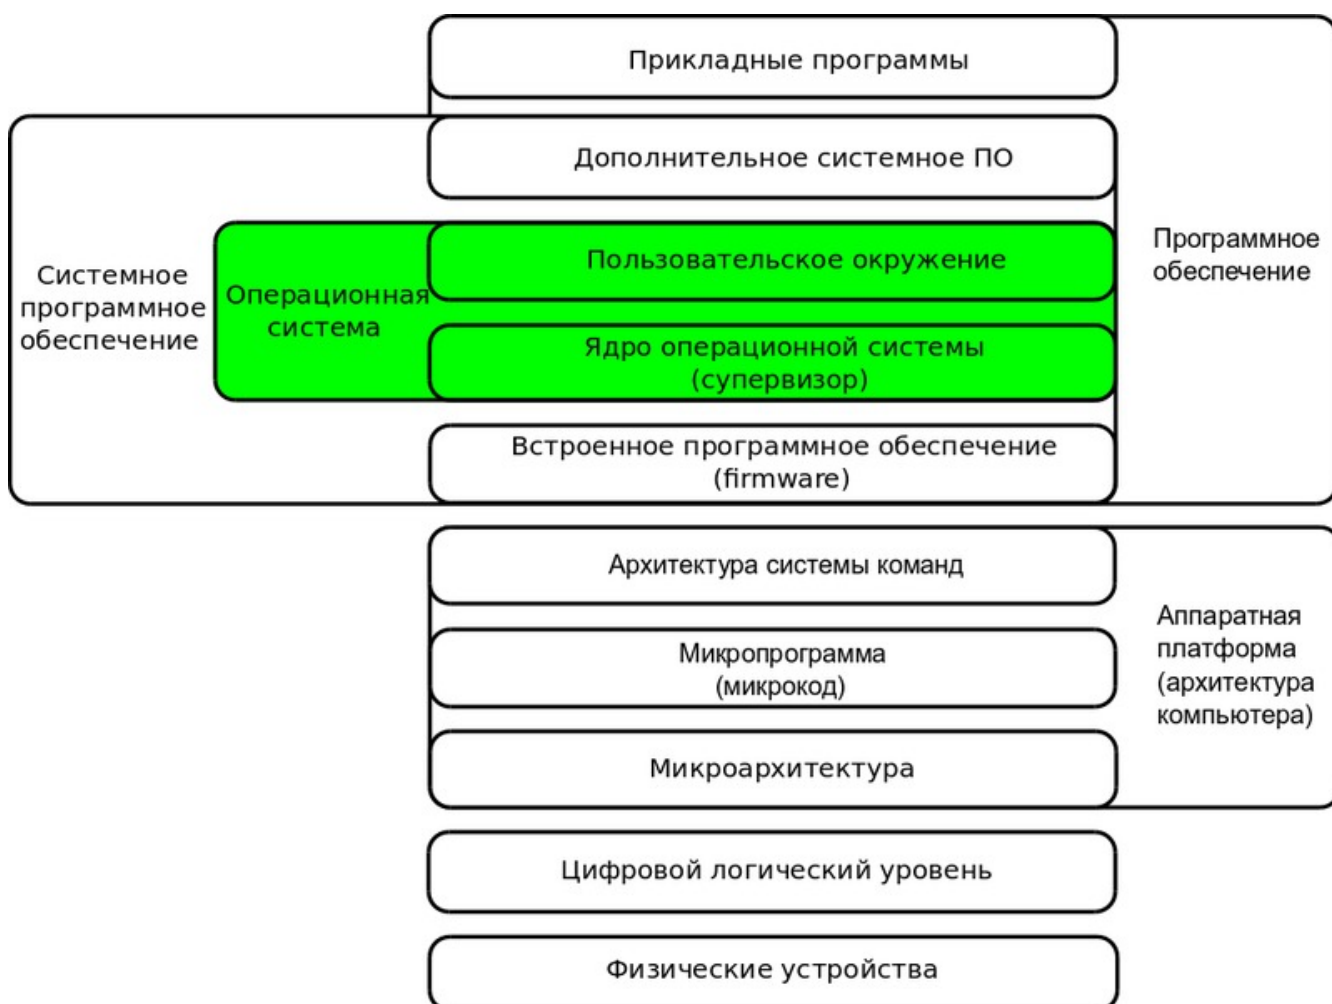 Прикладные программы
Дополнительное системное ПО
Пользовательское окружение
Программное
обеспечение
Системное
программное
обеспечение
Операционная
система
Ядро операционной системы
(супервизор)
Встроенное программное обеспечение
(firmware)
Архитектура системы команд
Микропрограмма
(микрокод)
Аппаратная
платформа
(архитектура
компьютера)
Микроархитектура
Цифровой логический уровень
Физические устройства